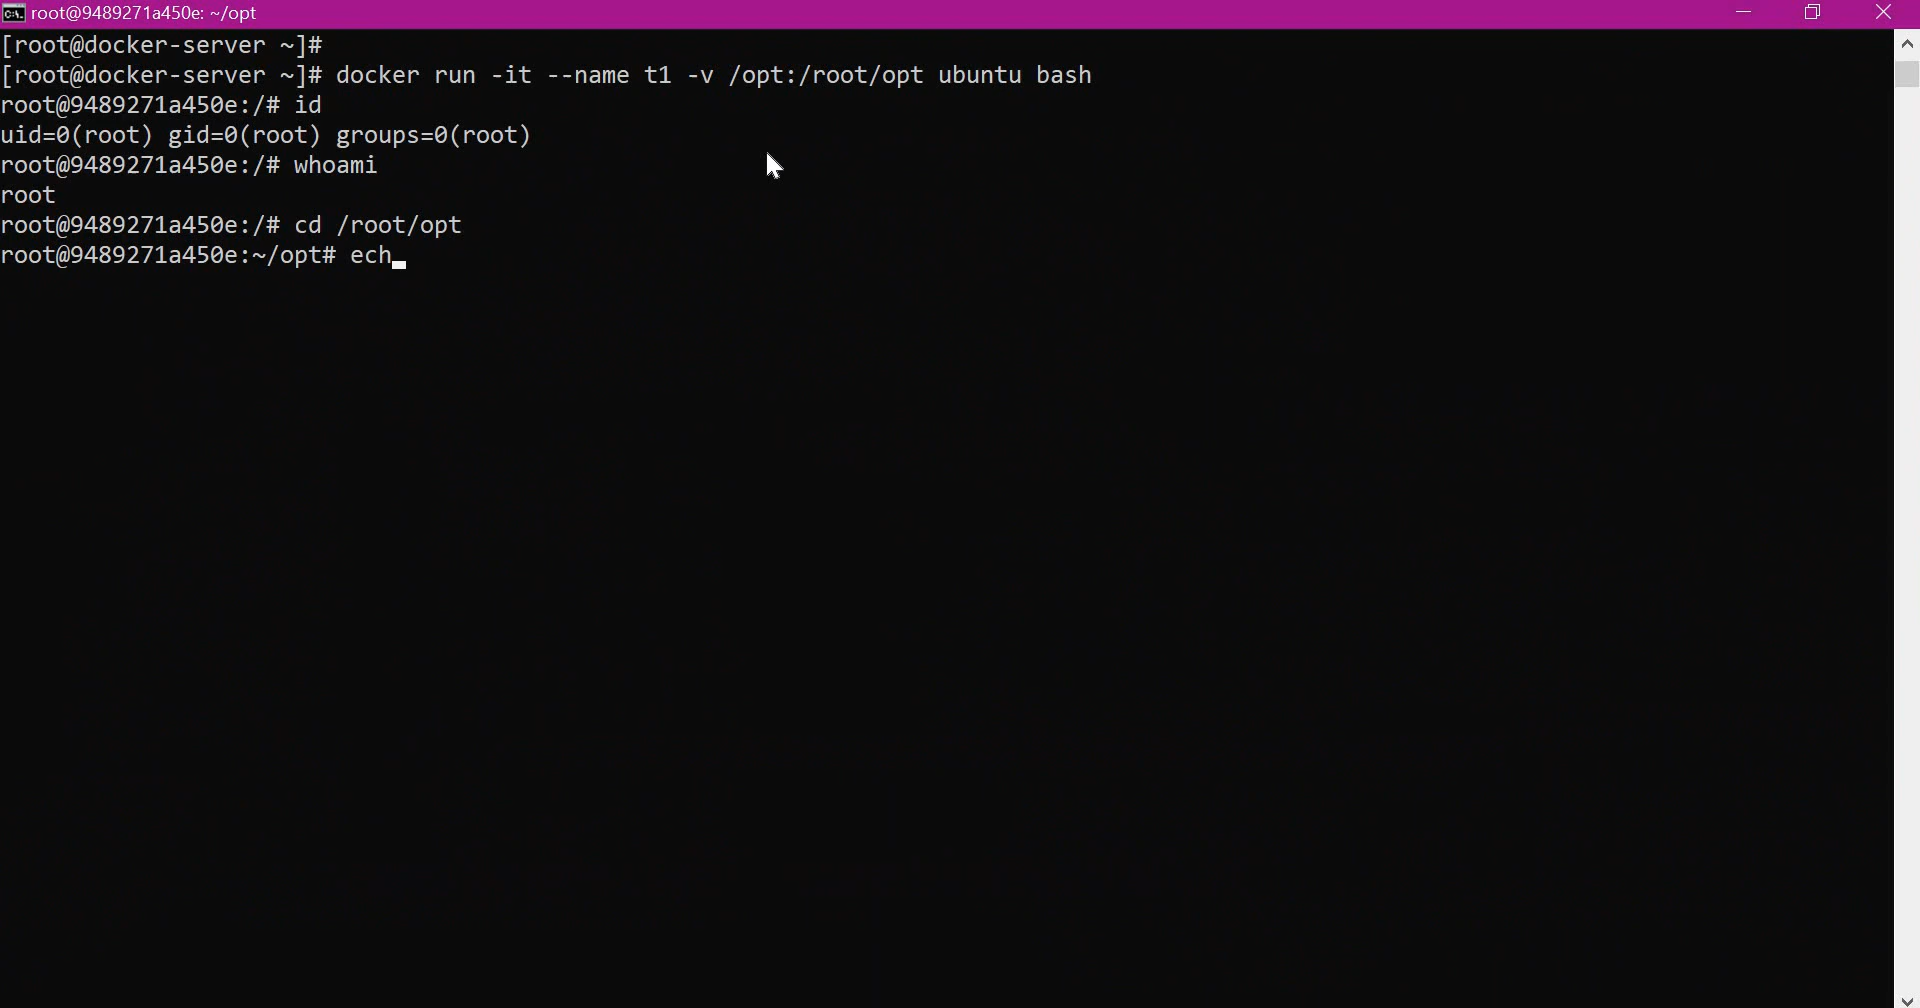 root@9489271a450e: ~/opt
[root@docker-server ~]#
[root@docker-server ~]# docker run -it --name t1 -v /opt:/root/opt ubuntu bash
root@9489271a450e:/# id
uid=0(root) gid=0(root) groups=0(root)
root@9489271a450e:/# whoami
root
root@9489271a450e:/# cd /root/opt
root@9489271a450e:~/opt# ech